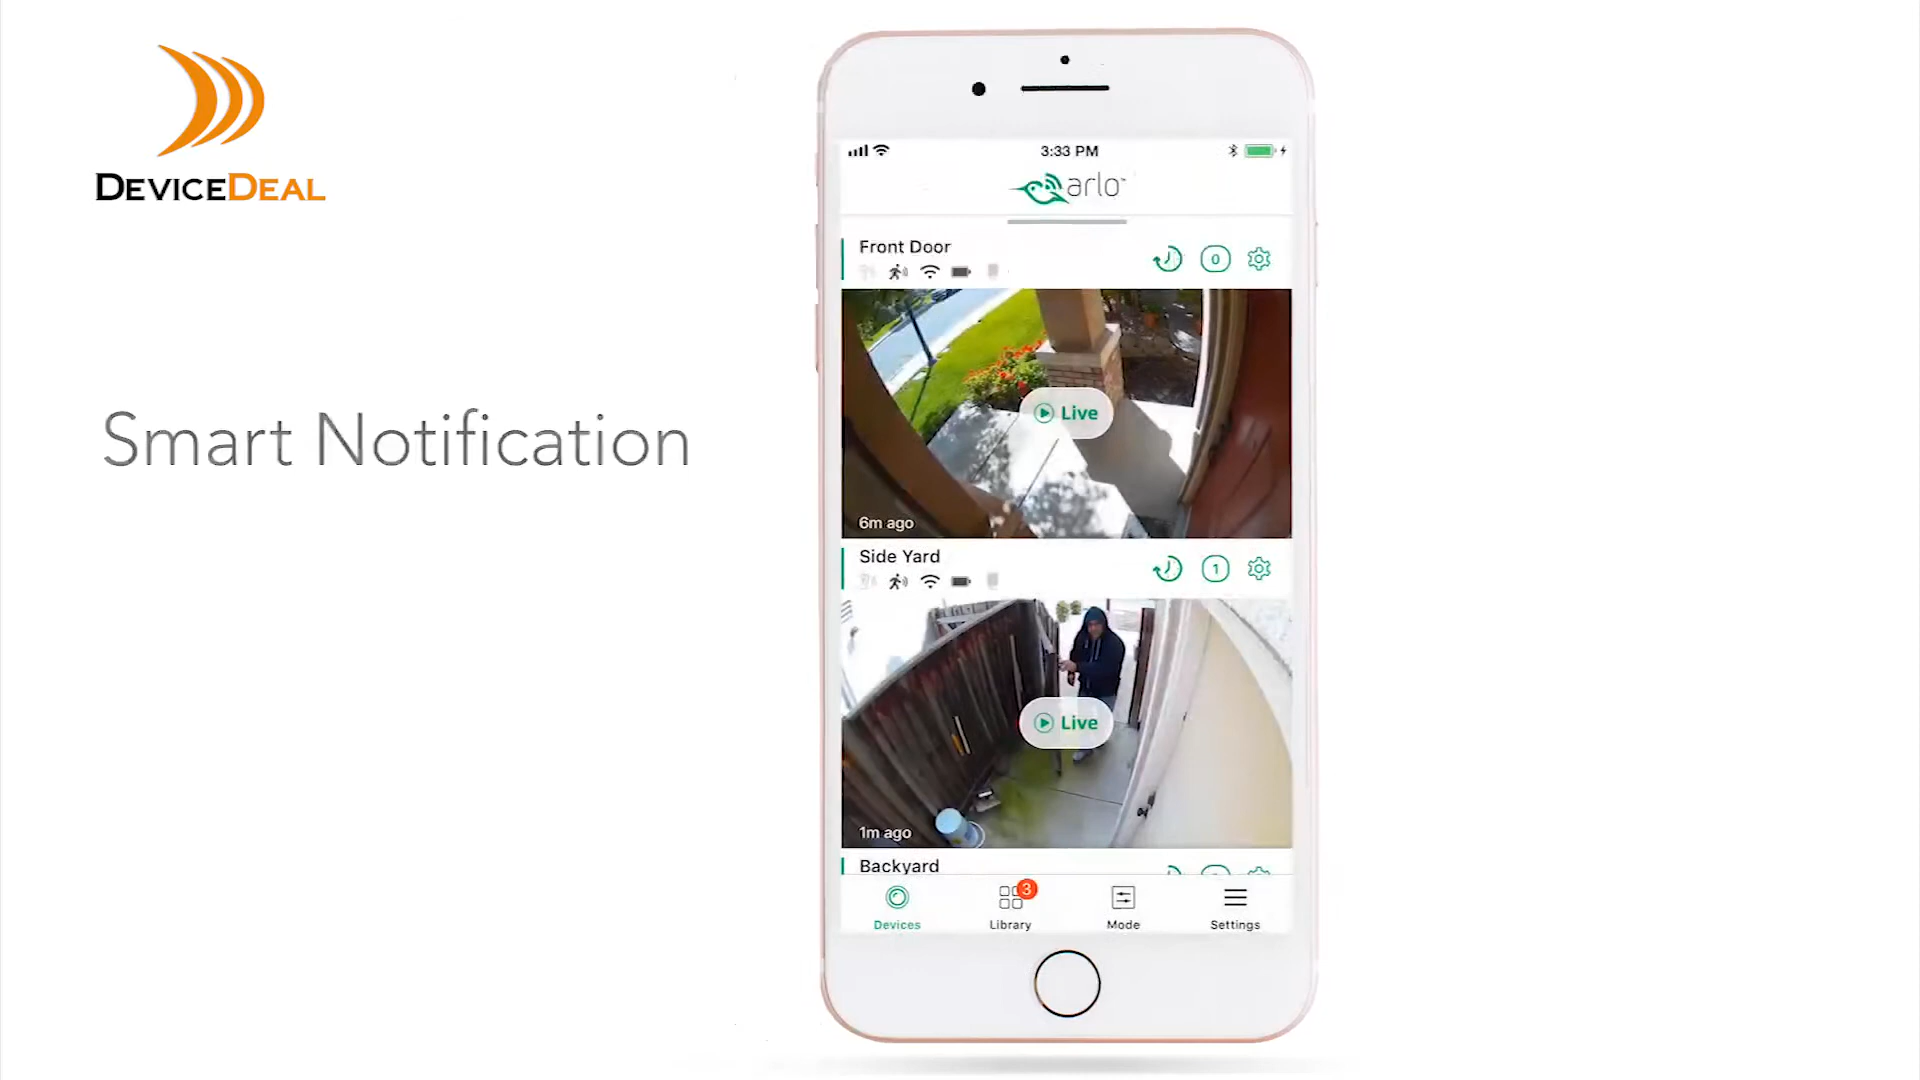 DEVICEDEAL
Smart Notification
3:33 PM
arlo™
Front Door
0
Live
6m ago
Side Yard
1
Live
1m ago
Backyard
3
Devices
Library
Mode
Settings